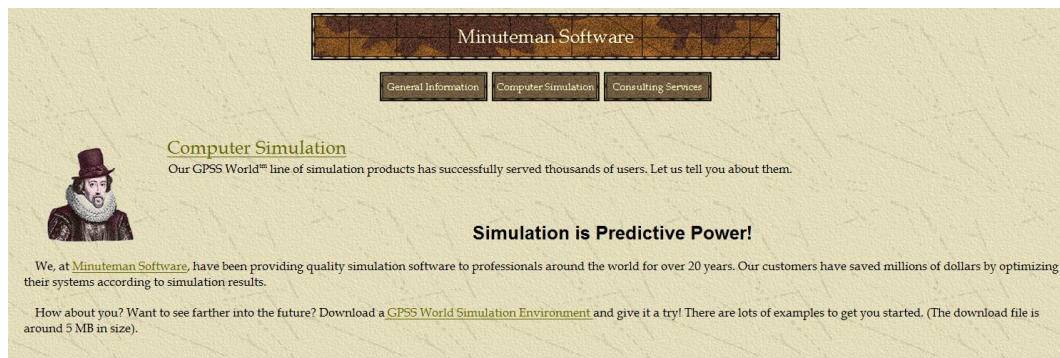 Minuteman Software
General Information
Computer Simulation
Consulting Services
Computer Simulation
Our GPSS World™ line of simulation products has successfully served thousands of users. Let us tell you about them.
Simulation is Predictive Power!
We, at Minuteman Software, have been providing quality simulation software to professionals around the world for over 20 years. Our customers have saved millions of dollars by optimizing
their systems according to simulation results.
How about you? Want to see farther into the future? Download a GPSS World Simulation Environment and give it a try! There are lots of examples to get you started. (The download file is
around 5 MB in size).